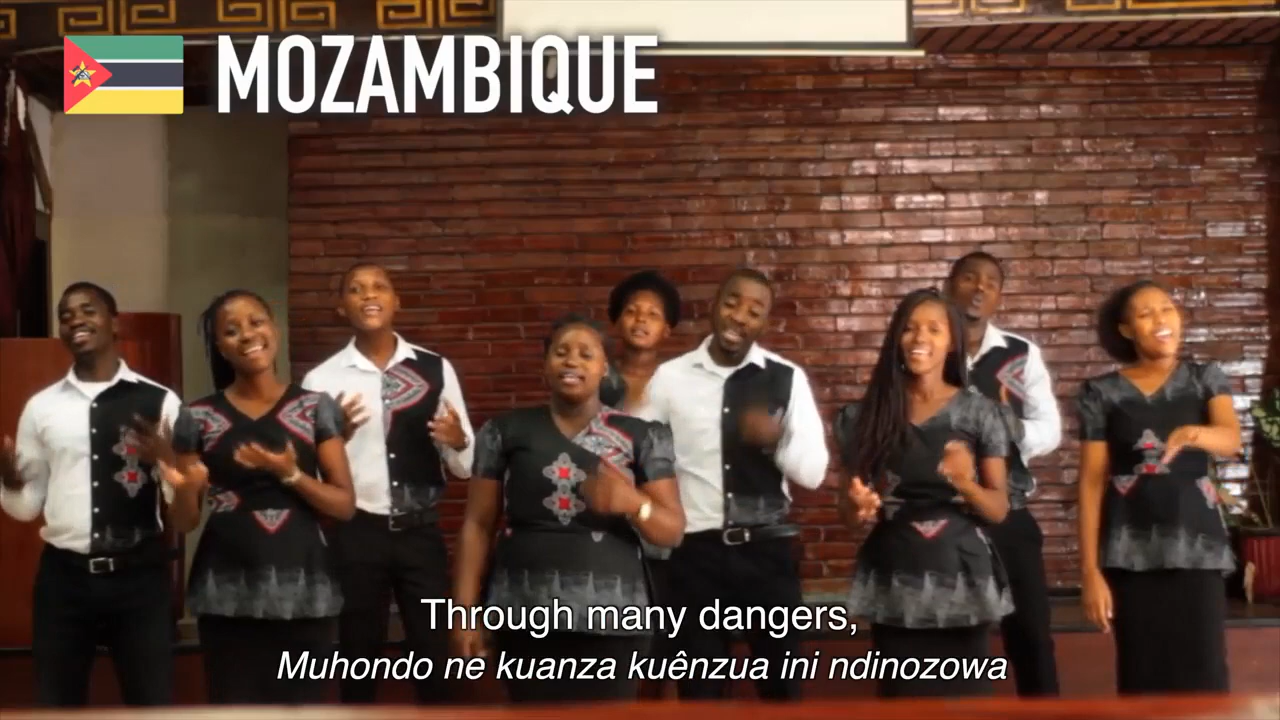 MOZAMBIQUE
Through many dangers,
Muhondo ne kuanza kuênzua ini ndinozowa